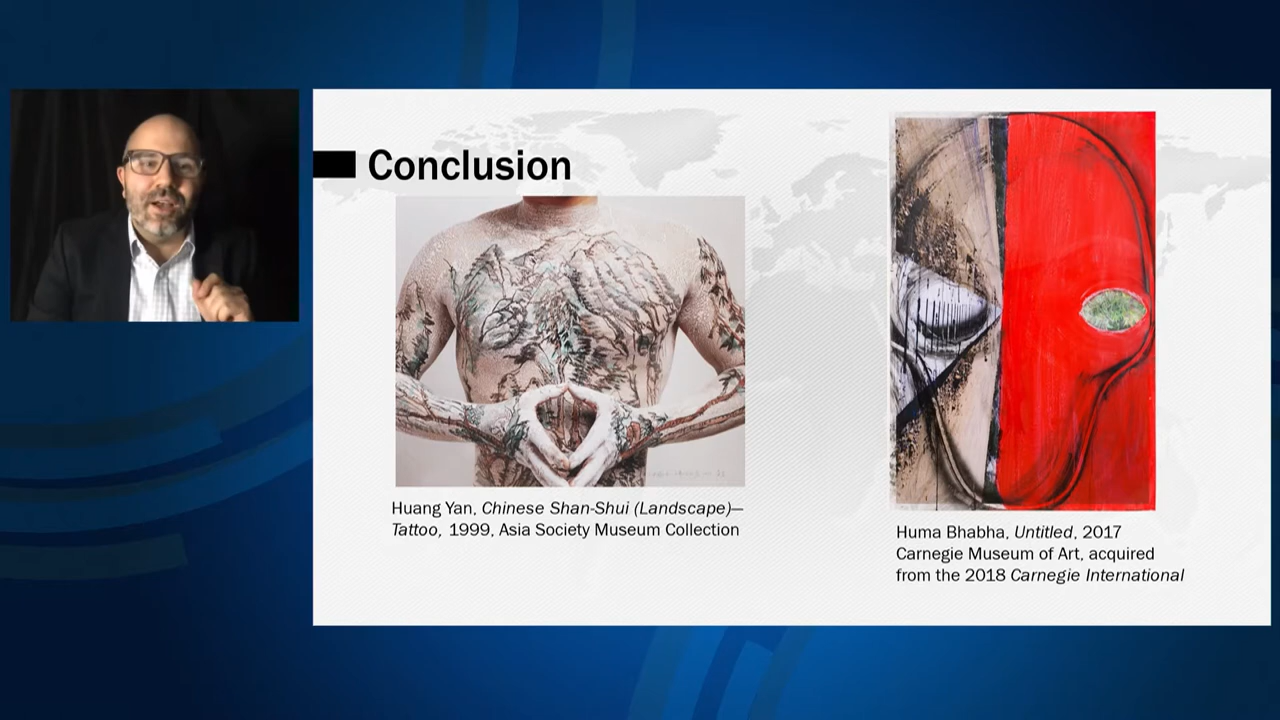 Conclusion
Huang Yan, Chinese Shan-Shui (Landscape)—
Tattoo, 1999, Asia Society Museum Collection
Huma Bhabha, Untitled, 2017
Carnegie Museum of Art, acquired
from the 2018 Carnegie International